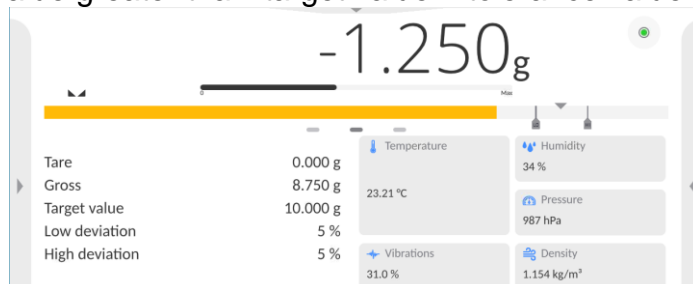 -1.250g
0 Max
Tare 0.000 g
Gross 8.750 g
Target value 10.000 g
Low deviation 5 %
High deviation 5 %
Temperature
23.21 °C
Humidity
34 %
Pressure
987 hPa
Vibrations
31.0 %
Density
1.154 kg/m³